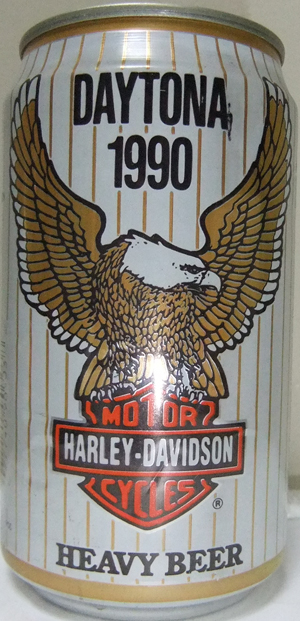 DAYTONA
1990
MOTOR
HARLEY-DAVIDSON
CYCLES
®
HEAVY BEER